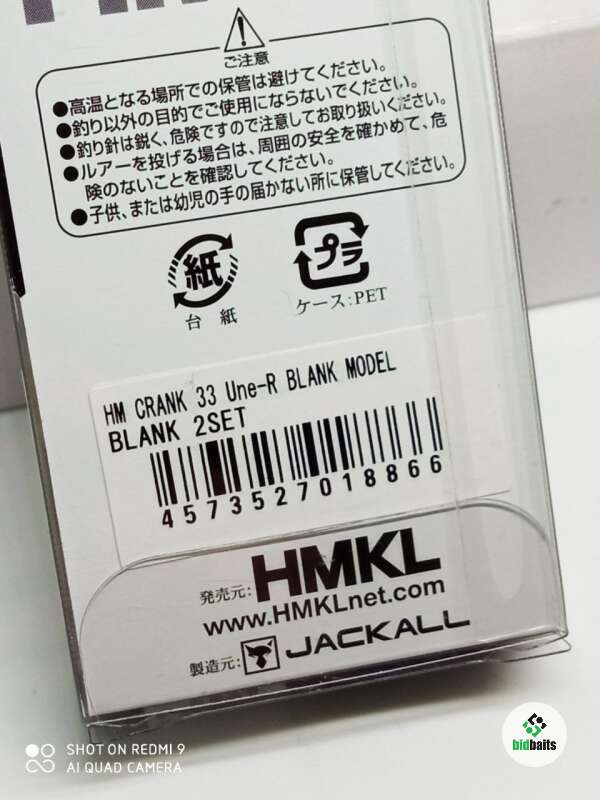 ご注意
●高温となる場所での保管は避けてください。
●釣り以外の目的でご使用にならないでください。
●釣り針は鋭く、危険ですので注意してお取り扱いください。
●ルアーを投げる場合は、周囲の安全を確かめて、危
険のないことを確認してください。
●子供、または幼児の手の届かない所に保管してください。
紙
プラ
台紙
ケース:PET
HM CRANK 33 Une-R BLANK MODEL
BLANK 2SET
4573527018866
発売元: HMKL
www.HMKLnet.com
製造元: JACKALL
bidbaits
SHOT ON REDMI 9
AI QUAD CAMERA